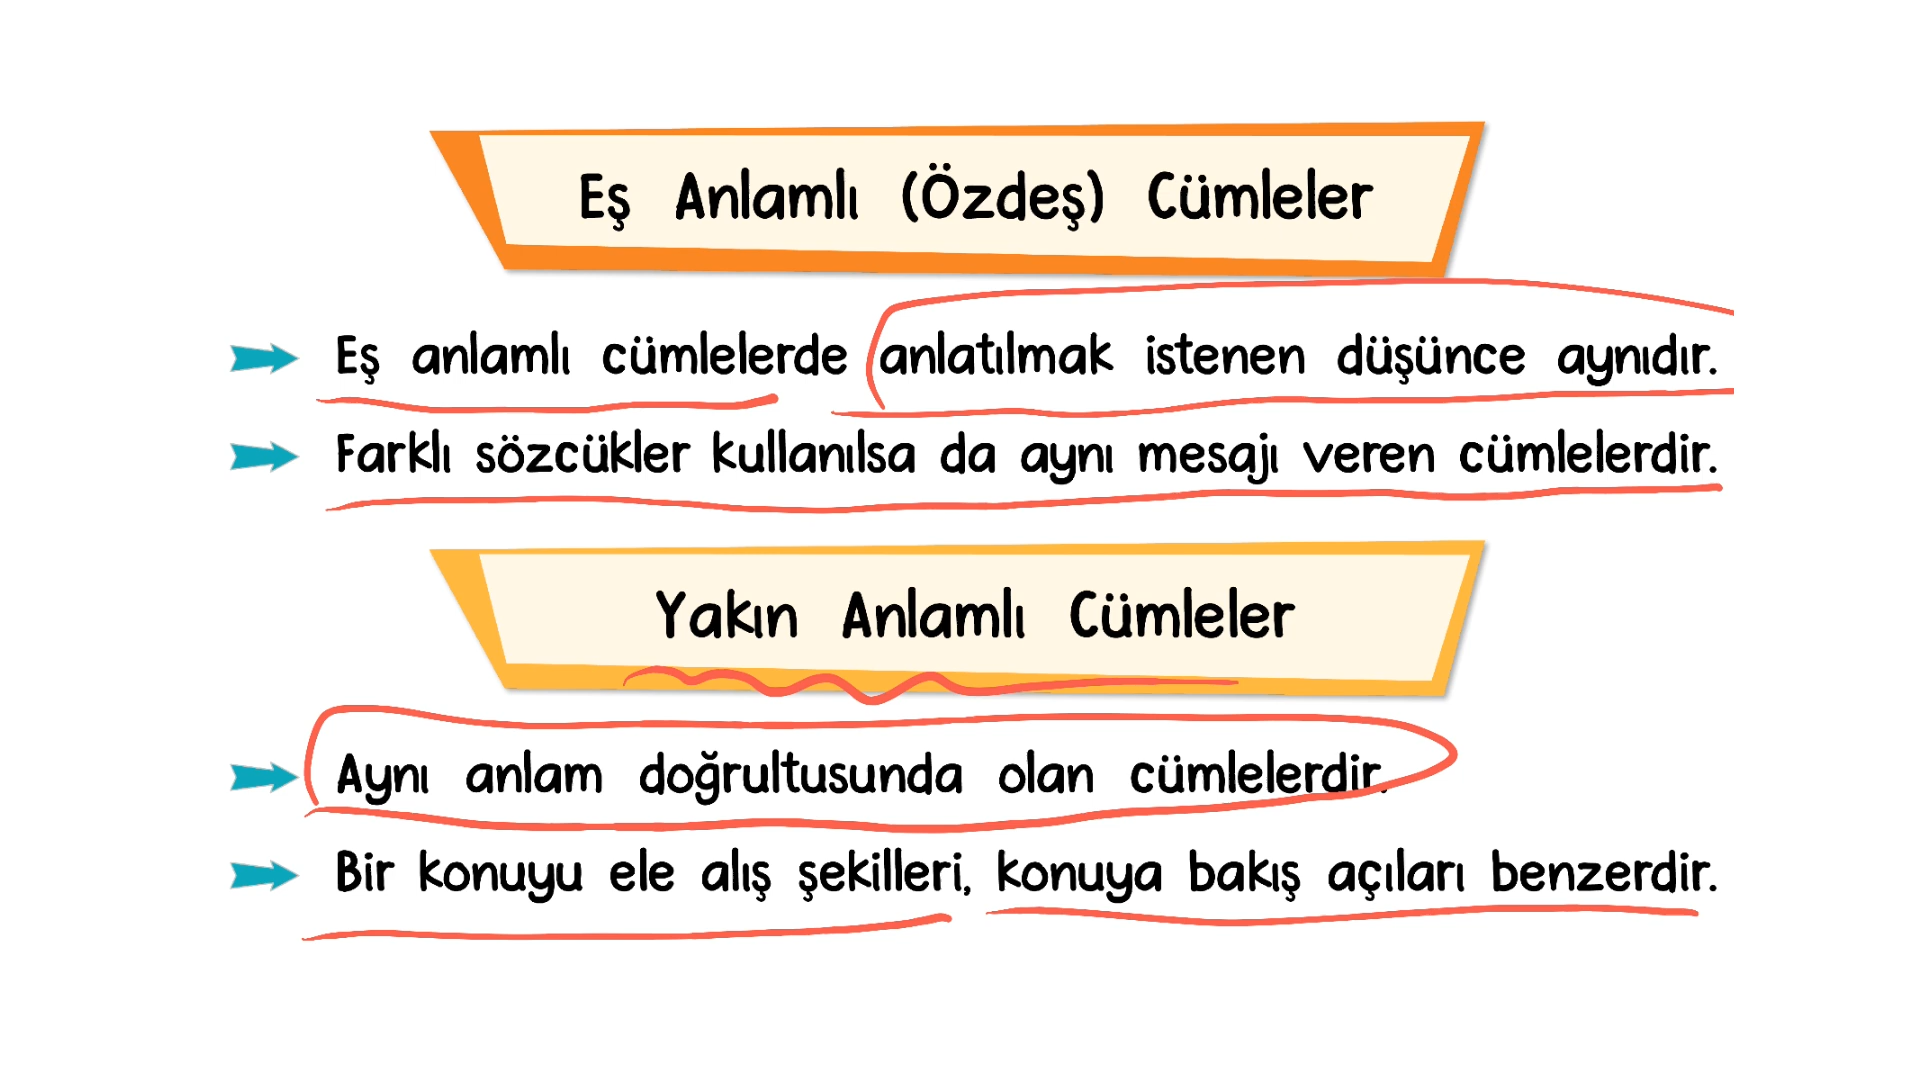 Eş Anlamlı (Özdeş) Cümleler
Eş anlamlı cümlelerde anlatılmak istenen düşünce aynıdır.
Farklı sözcükler kullanılsa da aynı mesajı veren cümlelerdir.
Yakın Anlamlı Cümleler
Aynı anlam doğrultusunda olan cümlelerdir.
Bir konuyu ele alış şekilleri, konuya bakış açıları benzerdir.